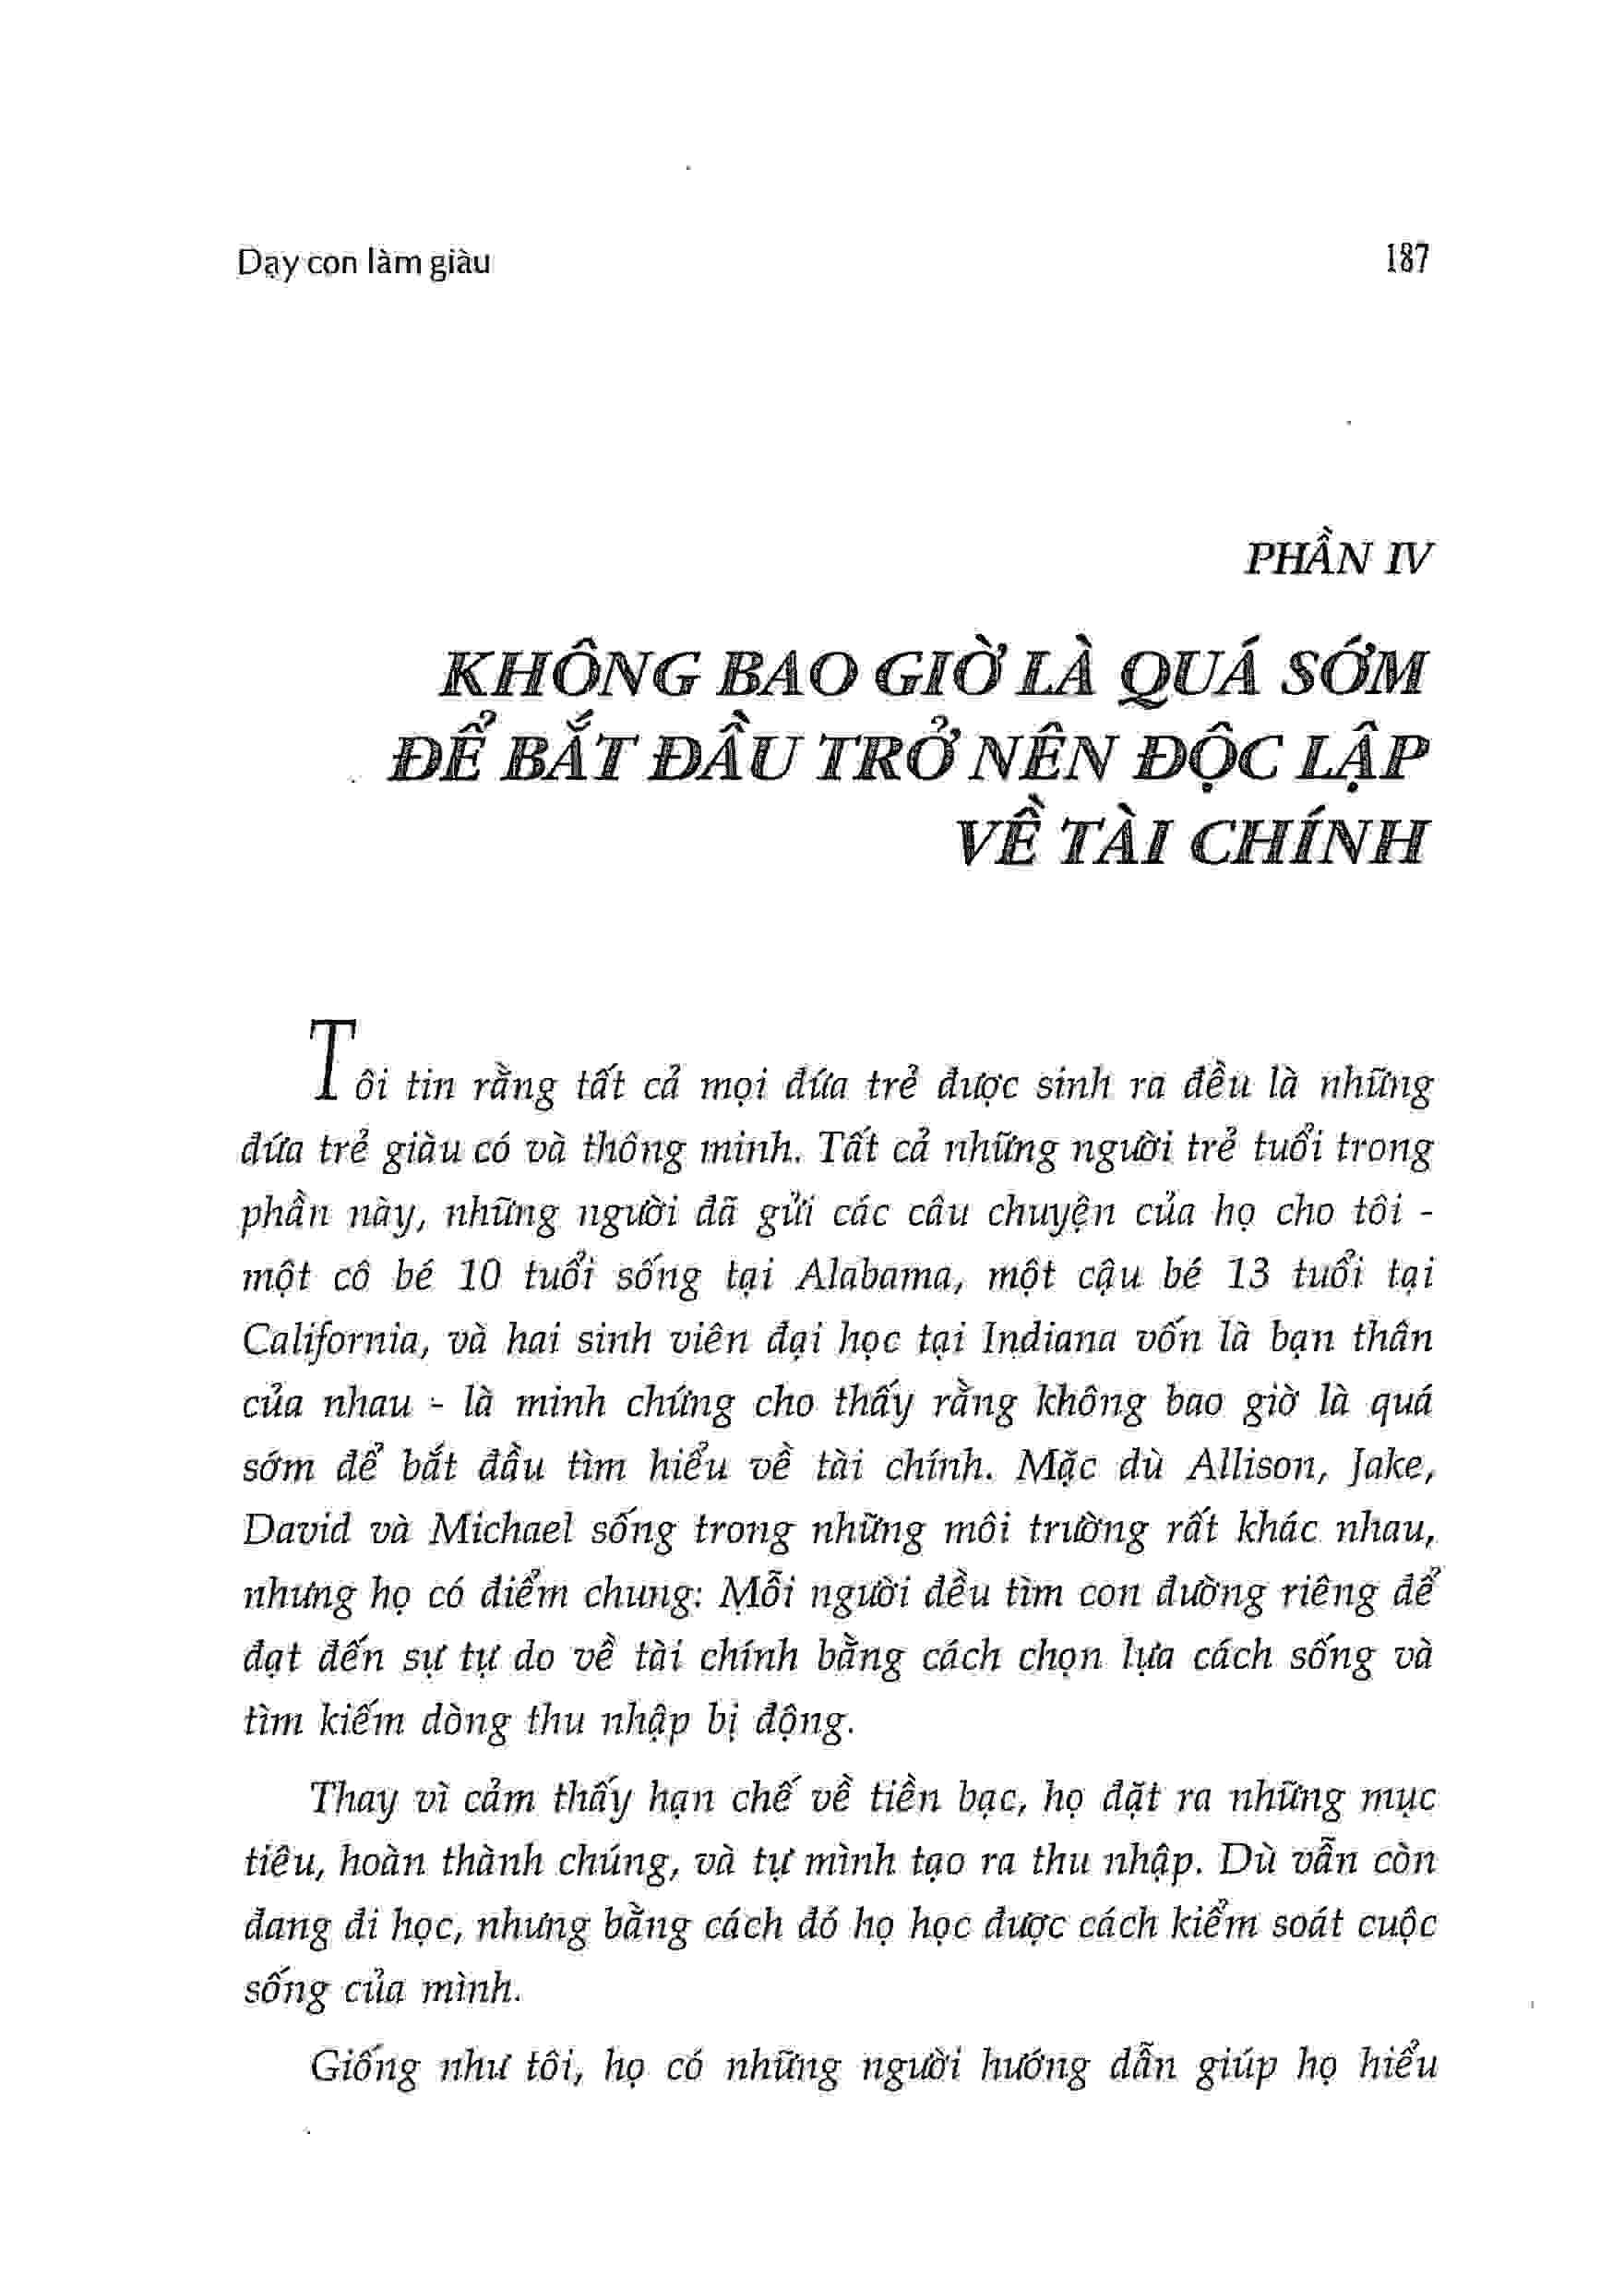 Dạy con làm giàu 187
PHẦN IV
KHÔNG BAO GIỜ LÀ QUÁ SỚM
ĐỂ BẮT ĐẦU TRỞ NÊN ĐỘC LẬP
VỀ TÀI CHÍNH
Tôi tin rằng tất cả mọi đứa trẻ được sinh ra đều là những
đứa trẻ giàu có và thông minh. Tất cả những người trẻ tuổi trong
phần này, những người đã gửi các câu chuyện của họ cho tôi -
một cô bé 10 tuổi sống tại Alabama, một cậu bé 13 tuổi tại
California, và hai sinh viên đại học tại Indiana vốn là bạn thân
của nhau - là minh chứng cho thấy rằng không bao giờ là quá
sớm để bắt đầu tìm hiểu về tài chính. Mặc dù Allison, Jake,
David và Michael sống trong những môi trường rất khác nhau,
nhưng họ có điểm chung: Mỗi người đều tìm con đường riêng để
đạt đến sự tự do về tài chính bằng cách chọn lựa cách sống và
tìm kiếm dòng thu nhập bị động.
Thay vì cảm thấy hạn chế về tiền bạc, họ đặt ra những mục
tiêu, hoàn thành chúng, và tự mình tạo ra thu nhập. Dù vẫn còn
đang đi học, nhưng bằng cách đó họ học được cách kiểm soát cuộc
sống của mình.
Giống như tôi, họ có những người hướng dẫn giúp họ hiểu